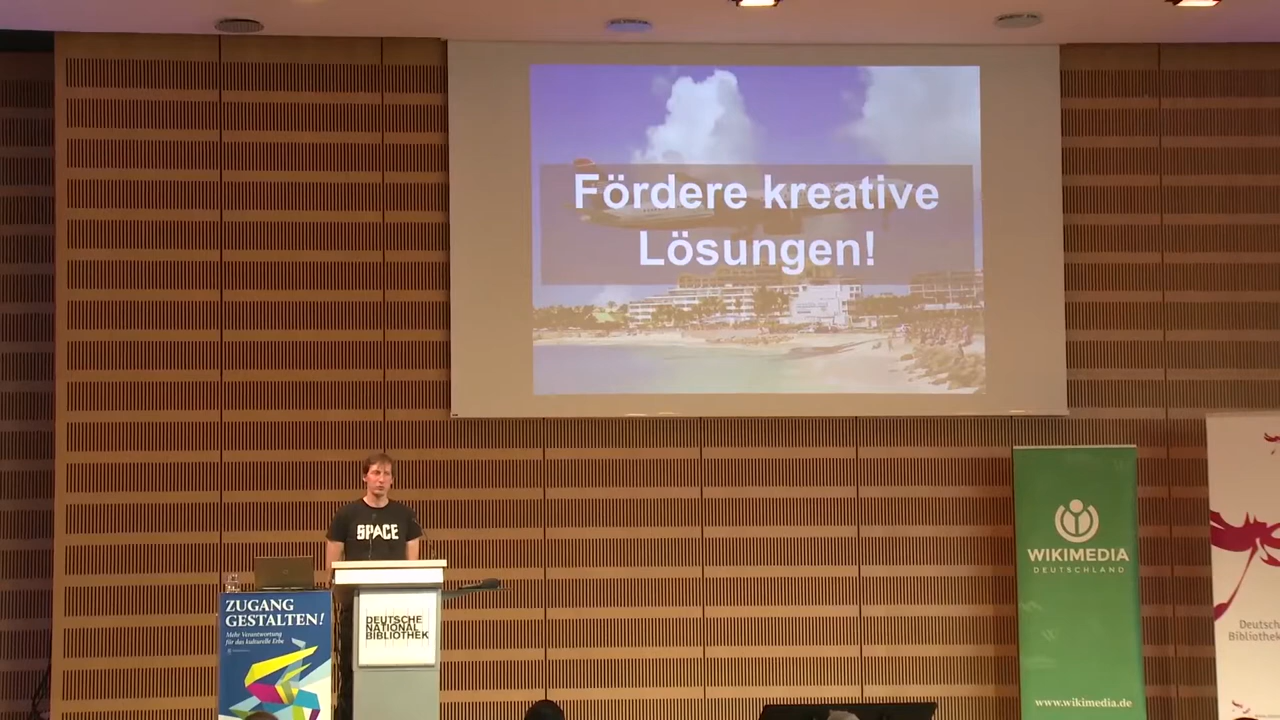 Fördere kreative
Lösungen!
SPACE
ZUGANG
GESTALTEN!
Mehr Verantwortung
für das kulturelle Erbe
DEUTSCHE
NATIONAL
BIBLIOTHEK
WIKIMEDIA
DEUTSCHLAND
www.wikimedia.de
Deutsch
Bibliothek